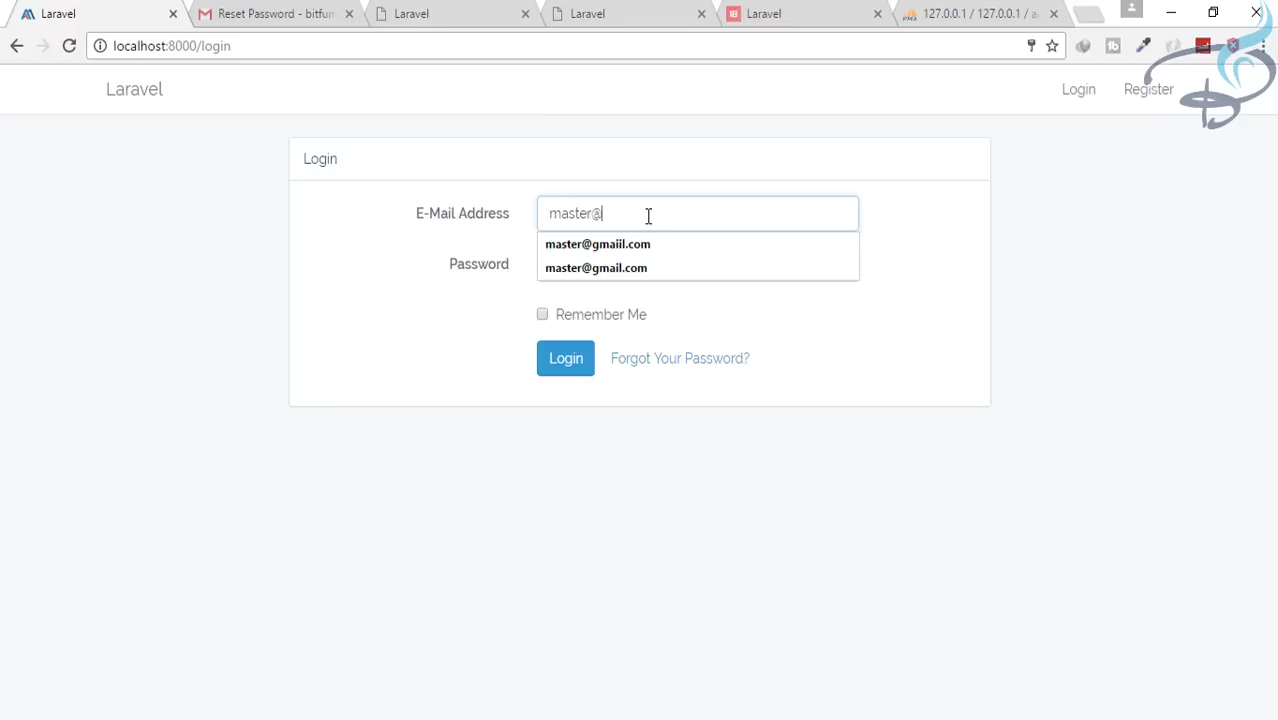 Laravel
Reset Password - bitfum
Laravel
Laravel
Laravel
127.0.0.1 / 127.0.0.1 / a
localhost:8000/login
Laravel
Login
Register
Login
E-Mail Address
master@
master@gmaiil.com
master@gmail.com
Password
Remember Me
Login
Forgot Your Password?